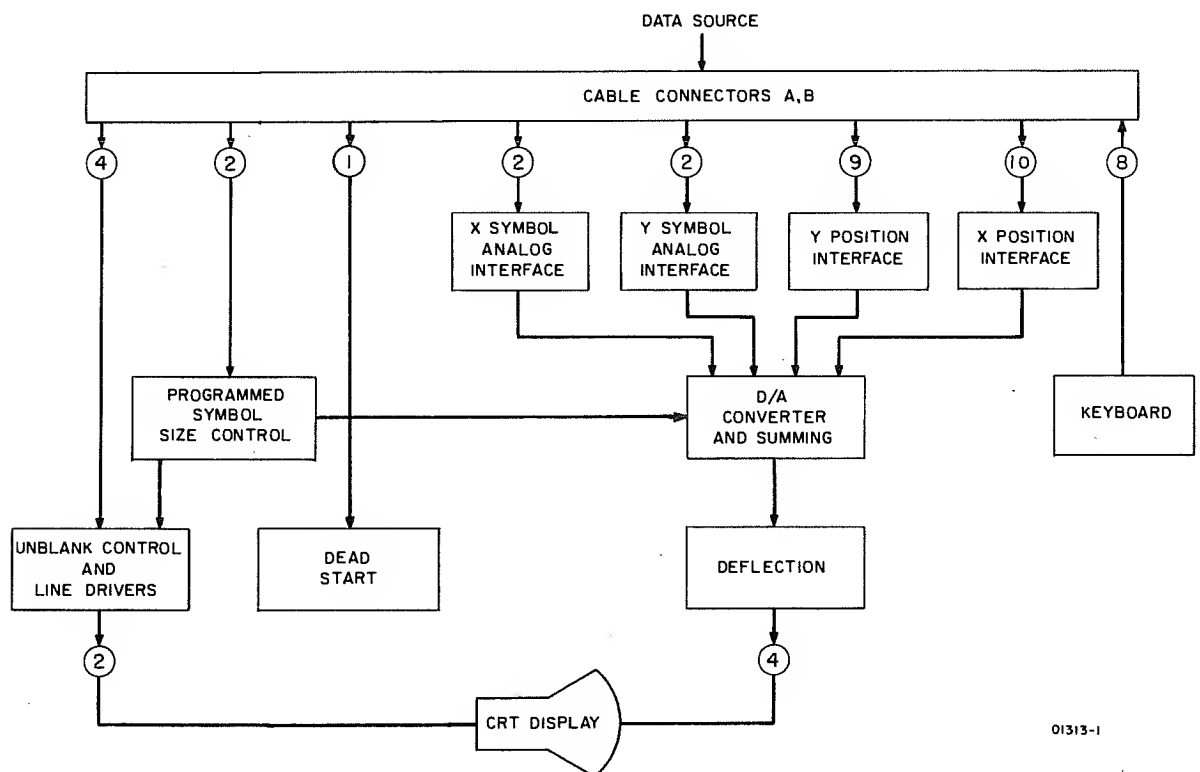 DATA SOURCE
CABLE CONNECTORS A,B
4
2
1
2
2
9
10
8
X SYMBOL
ANALOG
INTERFACE
Y SYMBOL
ANALOG
INTERFACE
Y POSITION
INTERFACE
X POSITION
INTERFACE
PROGRAMMED
SYMBOL
SIZE CONTROL
D/A
CONVERTER
AND SUMMING
KEYBOARD
UNBLANK CONTROL
AND
LINE DRIVERS
DEAD
START
DEFLECTION
2
4
CRT DISPLAY
01313-1